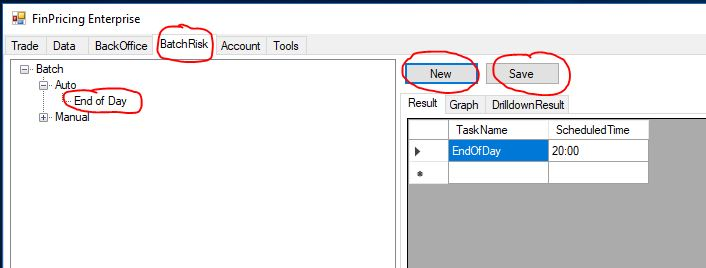 FinPricing Enterprise
Trade Data BackOffice BatchRisk Account Tools
Batch
Auto
End of Day
Manual
New Save
Result Graph DrilldownResult
TaskName ScheduledTime
EndOfDay 20:00